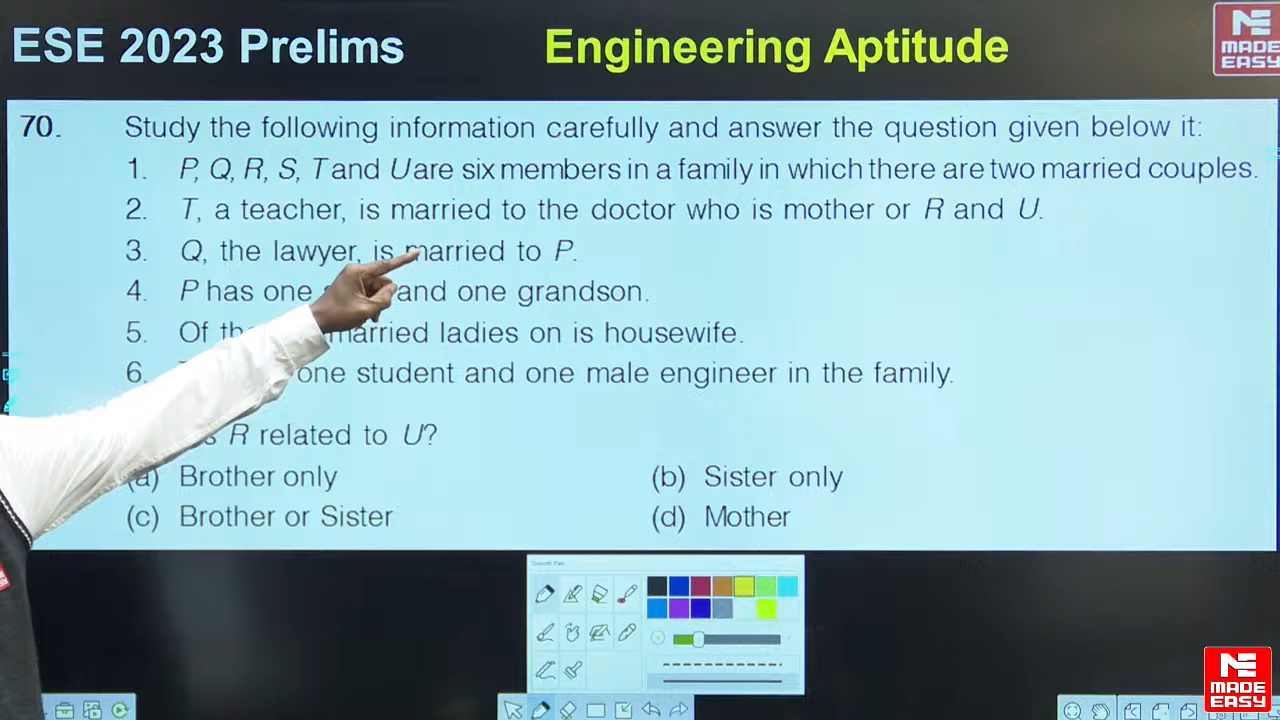 ESE 2023 Prelims Engineering Aptitude
ME MADE EASY
70. Study the following information carefully and answer the question given below it:
1. P, Q, R, S, T and U are six members in a family in which there are two married couples.
2. T, a teacher, is married to the doctor who is mother or R and U.
3. Q, the lawyer, is married to P.
4. P has one and one grandson.
5. Of married ladies on is housewife.
6. one student and one male engineer in the family.
R related to U?
(a) Brother only (b) Sister only
(c) Brother or Sister (d) Mother
Smooth Pen
ME MADE EASY